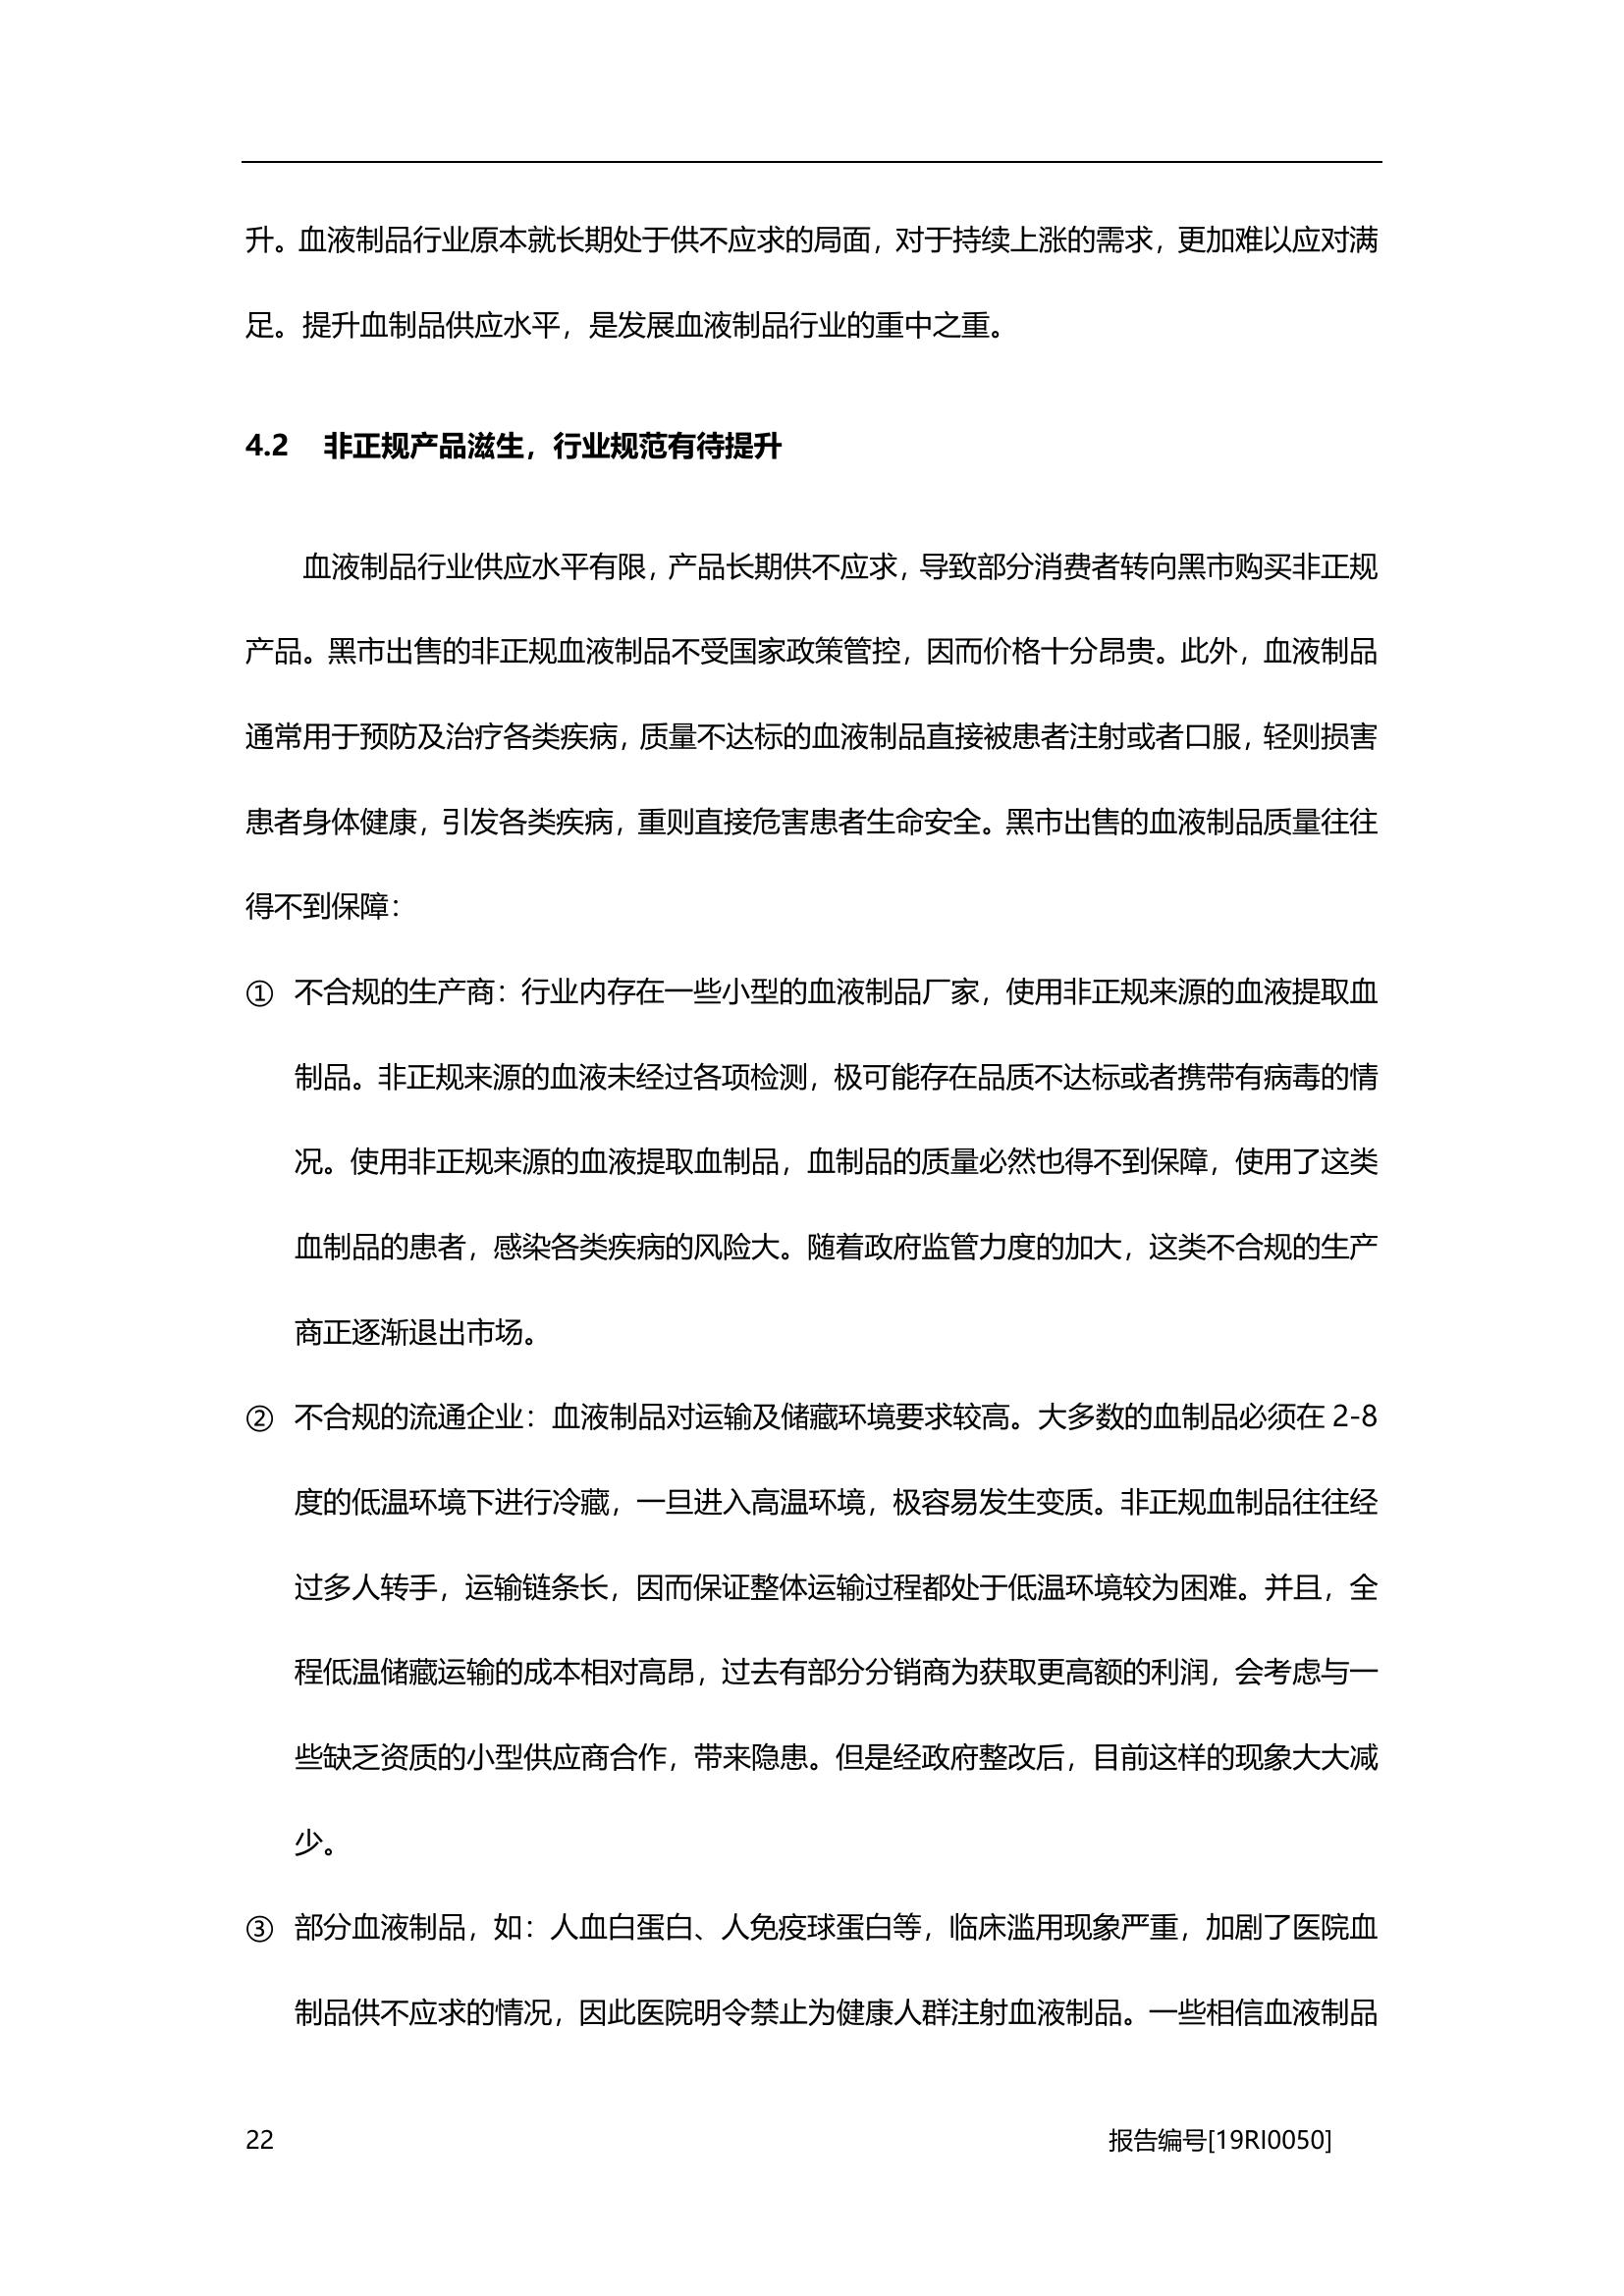 升。血液制品行业原本就长期处于供不应求的局面，对于持续上涨的需求，更加难以应对满
足。提升血制品供应水平，是发展血液制品行业的重中之重。
4.2 非正规产品滋生，行业规范有待提升
血液制品行业供应水平有限，产品长期供不应求，导致部分消费者转向黑市购买非正规
产品。黑市出售的非正规血液制品不受国家政策管控，因而价格十分昂贵。此外，血液制品
通常用于预防及治疗各类疾病，质量不达标的血液制品直接被患者注射或者口服，轻则损害
患者身体健康，引发各类疾病，重则直接危害患者生命安全。黑市出售的血液制品质量往往
得不到保障：
① 不合规的生产商：行业内存在一些小型的血液制品厂家，使用非正规来源的血液提取血
制品。非正规来源的血液未经过各项检测，极可能存在品质不达标或者携带有病毒的情
况。使用非正规来源的血液提取血制品，血制品的质量必然也得不到保障，使用了这类
血制品的患者，感染各类疾病的风险大。随着政府监管力度的加大，这类不合规的生产
商正逐渐退出市场。
② 不合规的流通企业：血液制品对运输及储藏环境要求较高。大多数的血制品必须在 2-8
度的低温环境下进行冷藏，一旦进入高温环境，极容易发生变质。非正规血制品往往经
过多人转手，运输链条长，因而保证整体运输过程都处于低温环境较为困难。并且，全
程低温储藏运输的成本相对高昂，过去有部分分销商为获取更高额的利润，会考虑与一
些缺乏资质的小型供应商合作，带来隐患。但是经政府整改后，目前这样的现象大大减
少。
③ 部分血液制品，如：人血白蛋白、人免疫球蛋白等，临床滥用现象严重，加剧了医院血
制品供不应求的情况，因此医院明令禁止为健康人群注射血液制品。一些相信血液制品
22 报告编号[19RI0050]